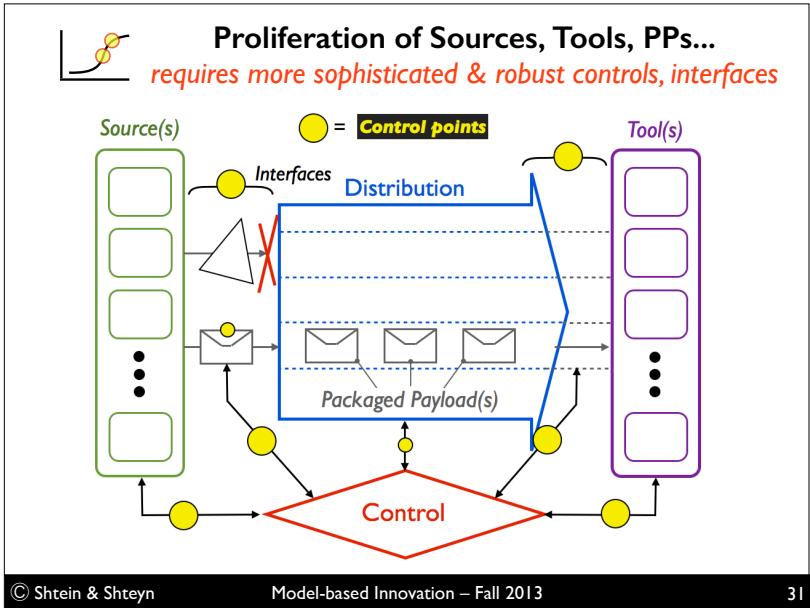 Proliferation of Sources, Tools, PPs...
requires more sophisticated & robust controls, interfaces
Source(s)
= Control points
Tool(s)
Interfaces
Distribution
Packaged Payload(s)
Control
© Shtein & Shteyn
Model-based Innovation – Fall 2013
31